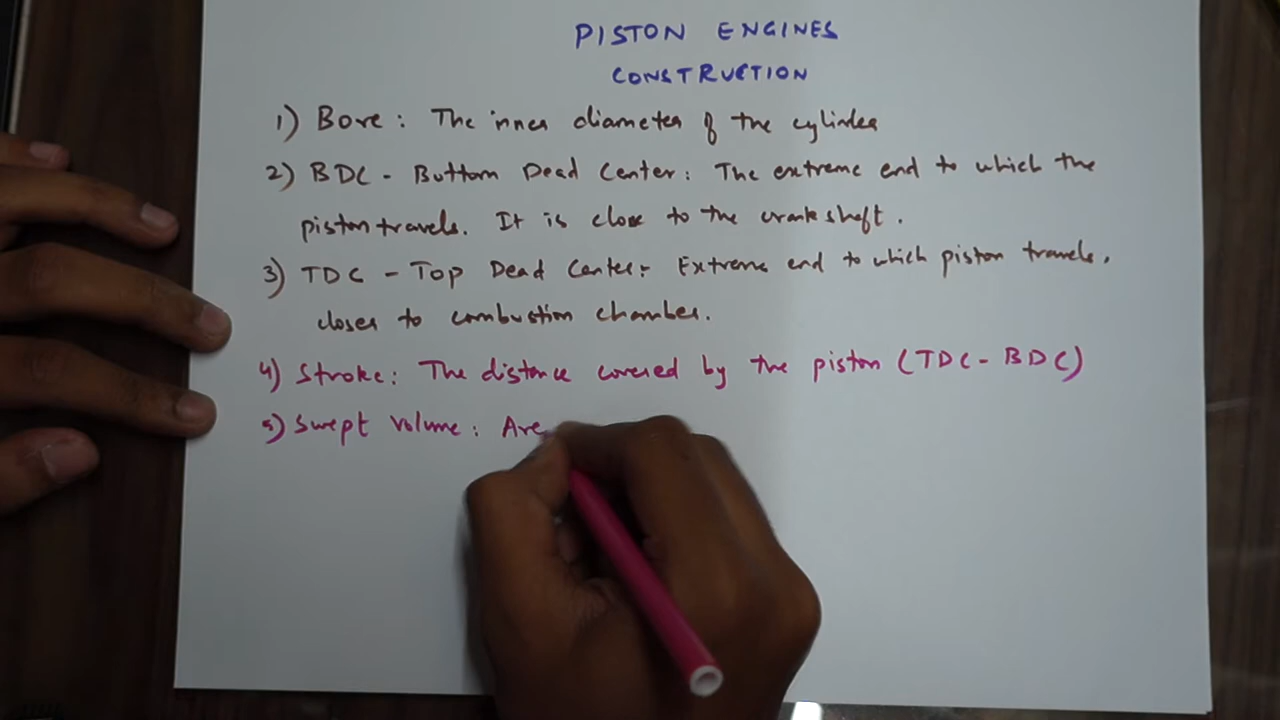 PISTON ENGINES
CONSTRUCTION
1) Bore: The inner diameter of the cylinder
2) BDC - Bottom Dead Center: The extreme end to which the
piston travels. It is close to the crankshaft.
3) TDC - Top Dead Center:- Extreme end to which piston travels,
closer to combustion chamber.
4) Stroke: The distance covered by the piston (TDC - BDC)
5) Swept volume: Are